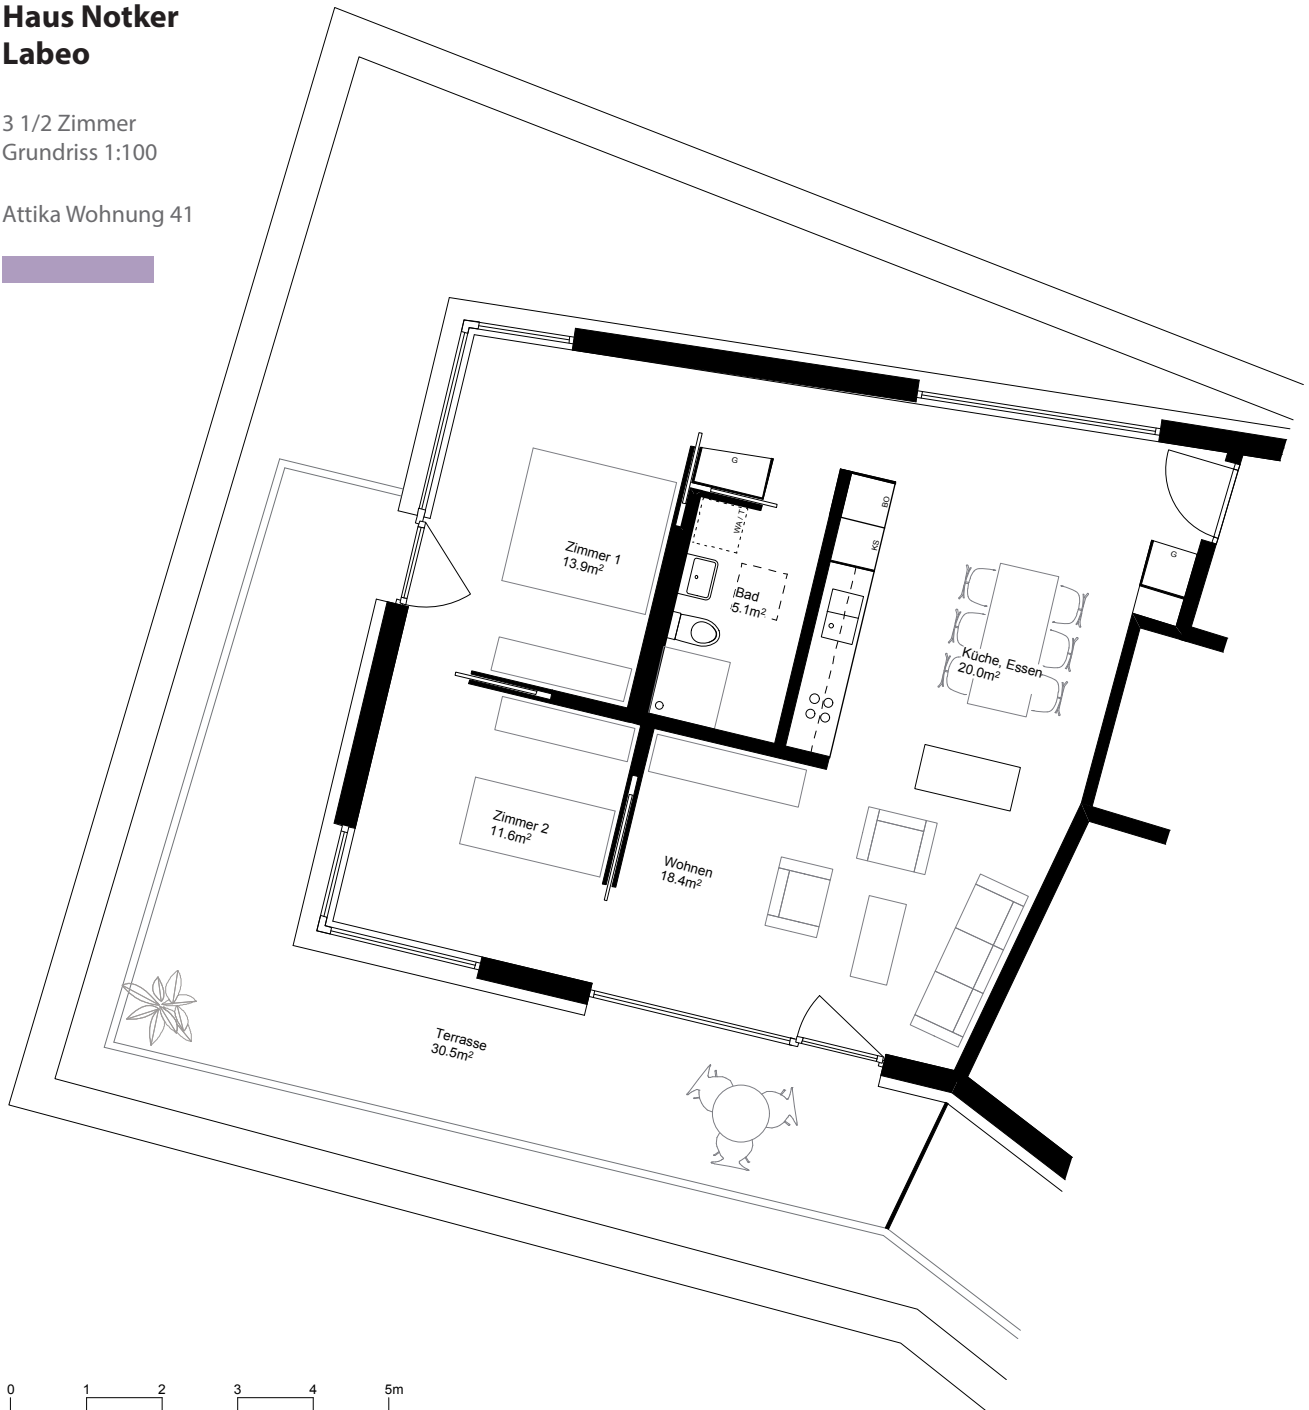 Haus Notker
Labeo
3 1/2 Zimmer
Grundriss 1:100
Attika Wohnung 41
G
WA / T
BO
KS
G
Zimmer 1
13.9m²
Bad
5.1m²
Küche, Essen
20.0m²
Zimmer 2
11.6m²
Wohnen
18.4m²
Terrasse
30.5m²
0 1 2 3 4 5m